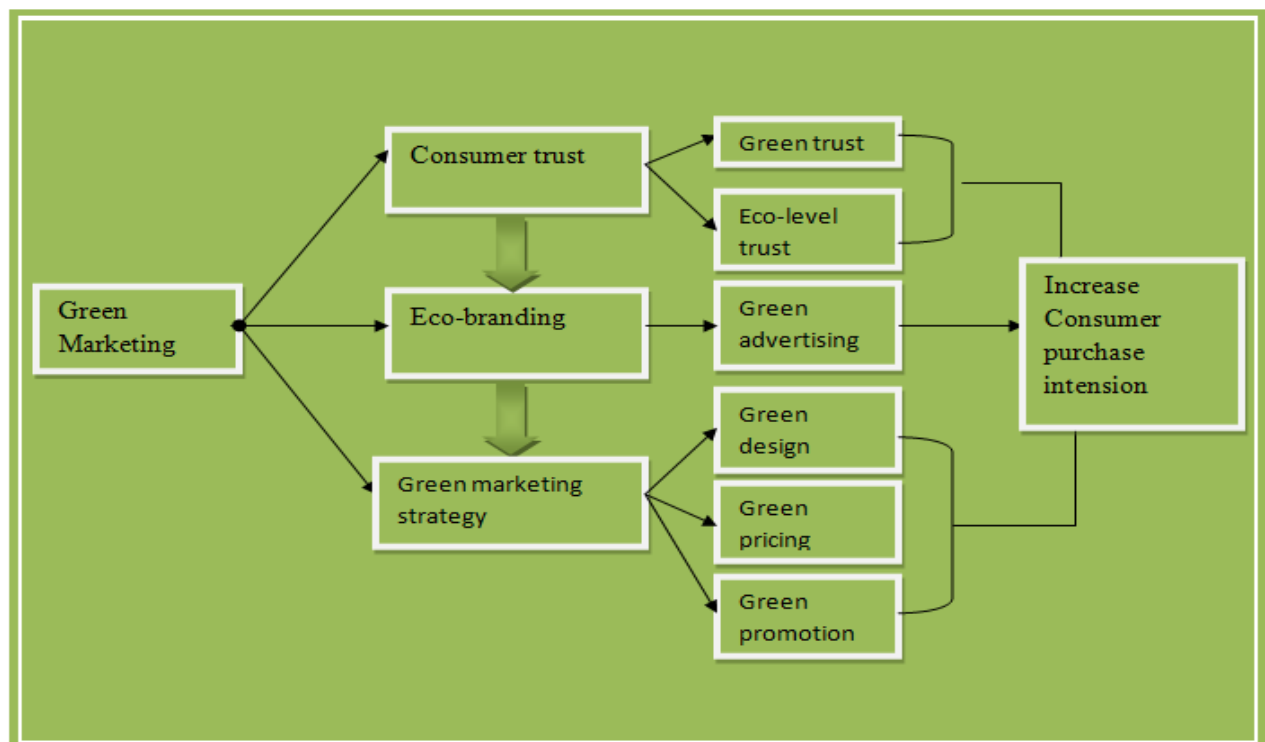 Green
Marketing
Consumer trust
Eco-branding
Green marketing
strategy
Green trust
Eco-level
trust
Green
advertising
Green
design
Green
pricing
Green
promotion
Increase
Consumer
purchase
intension